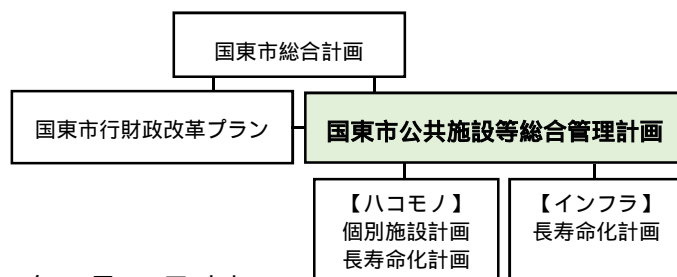 国東市総合計画
国東市行財政改革プラン
国東市公共施設等総合管理計画
【ハコモノ】
個別施設計画
長寿命化計画
【インフラ】
長寿命化計画